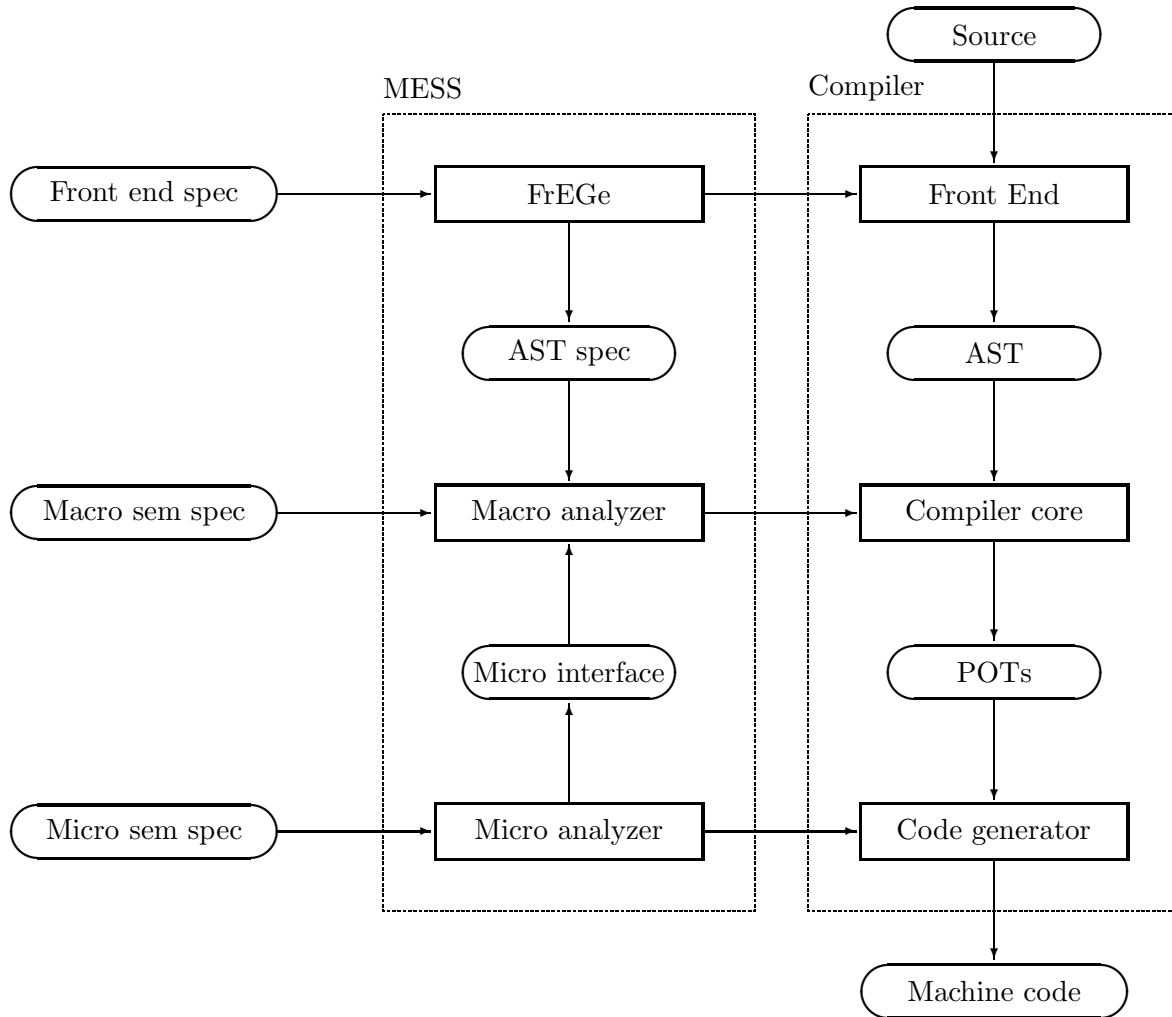 Source
MESS
Compiler
Front end spec
FrEGe
Front End
AST spec
AST
Macro sem spec
Macro analyzer
Compiler core
Micro interface
POTs
Micro sem spec
Micro analyzer
Code generator
Machine code